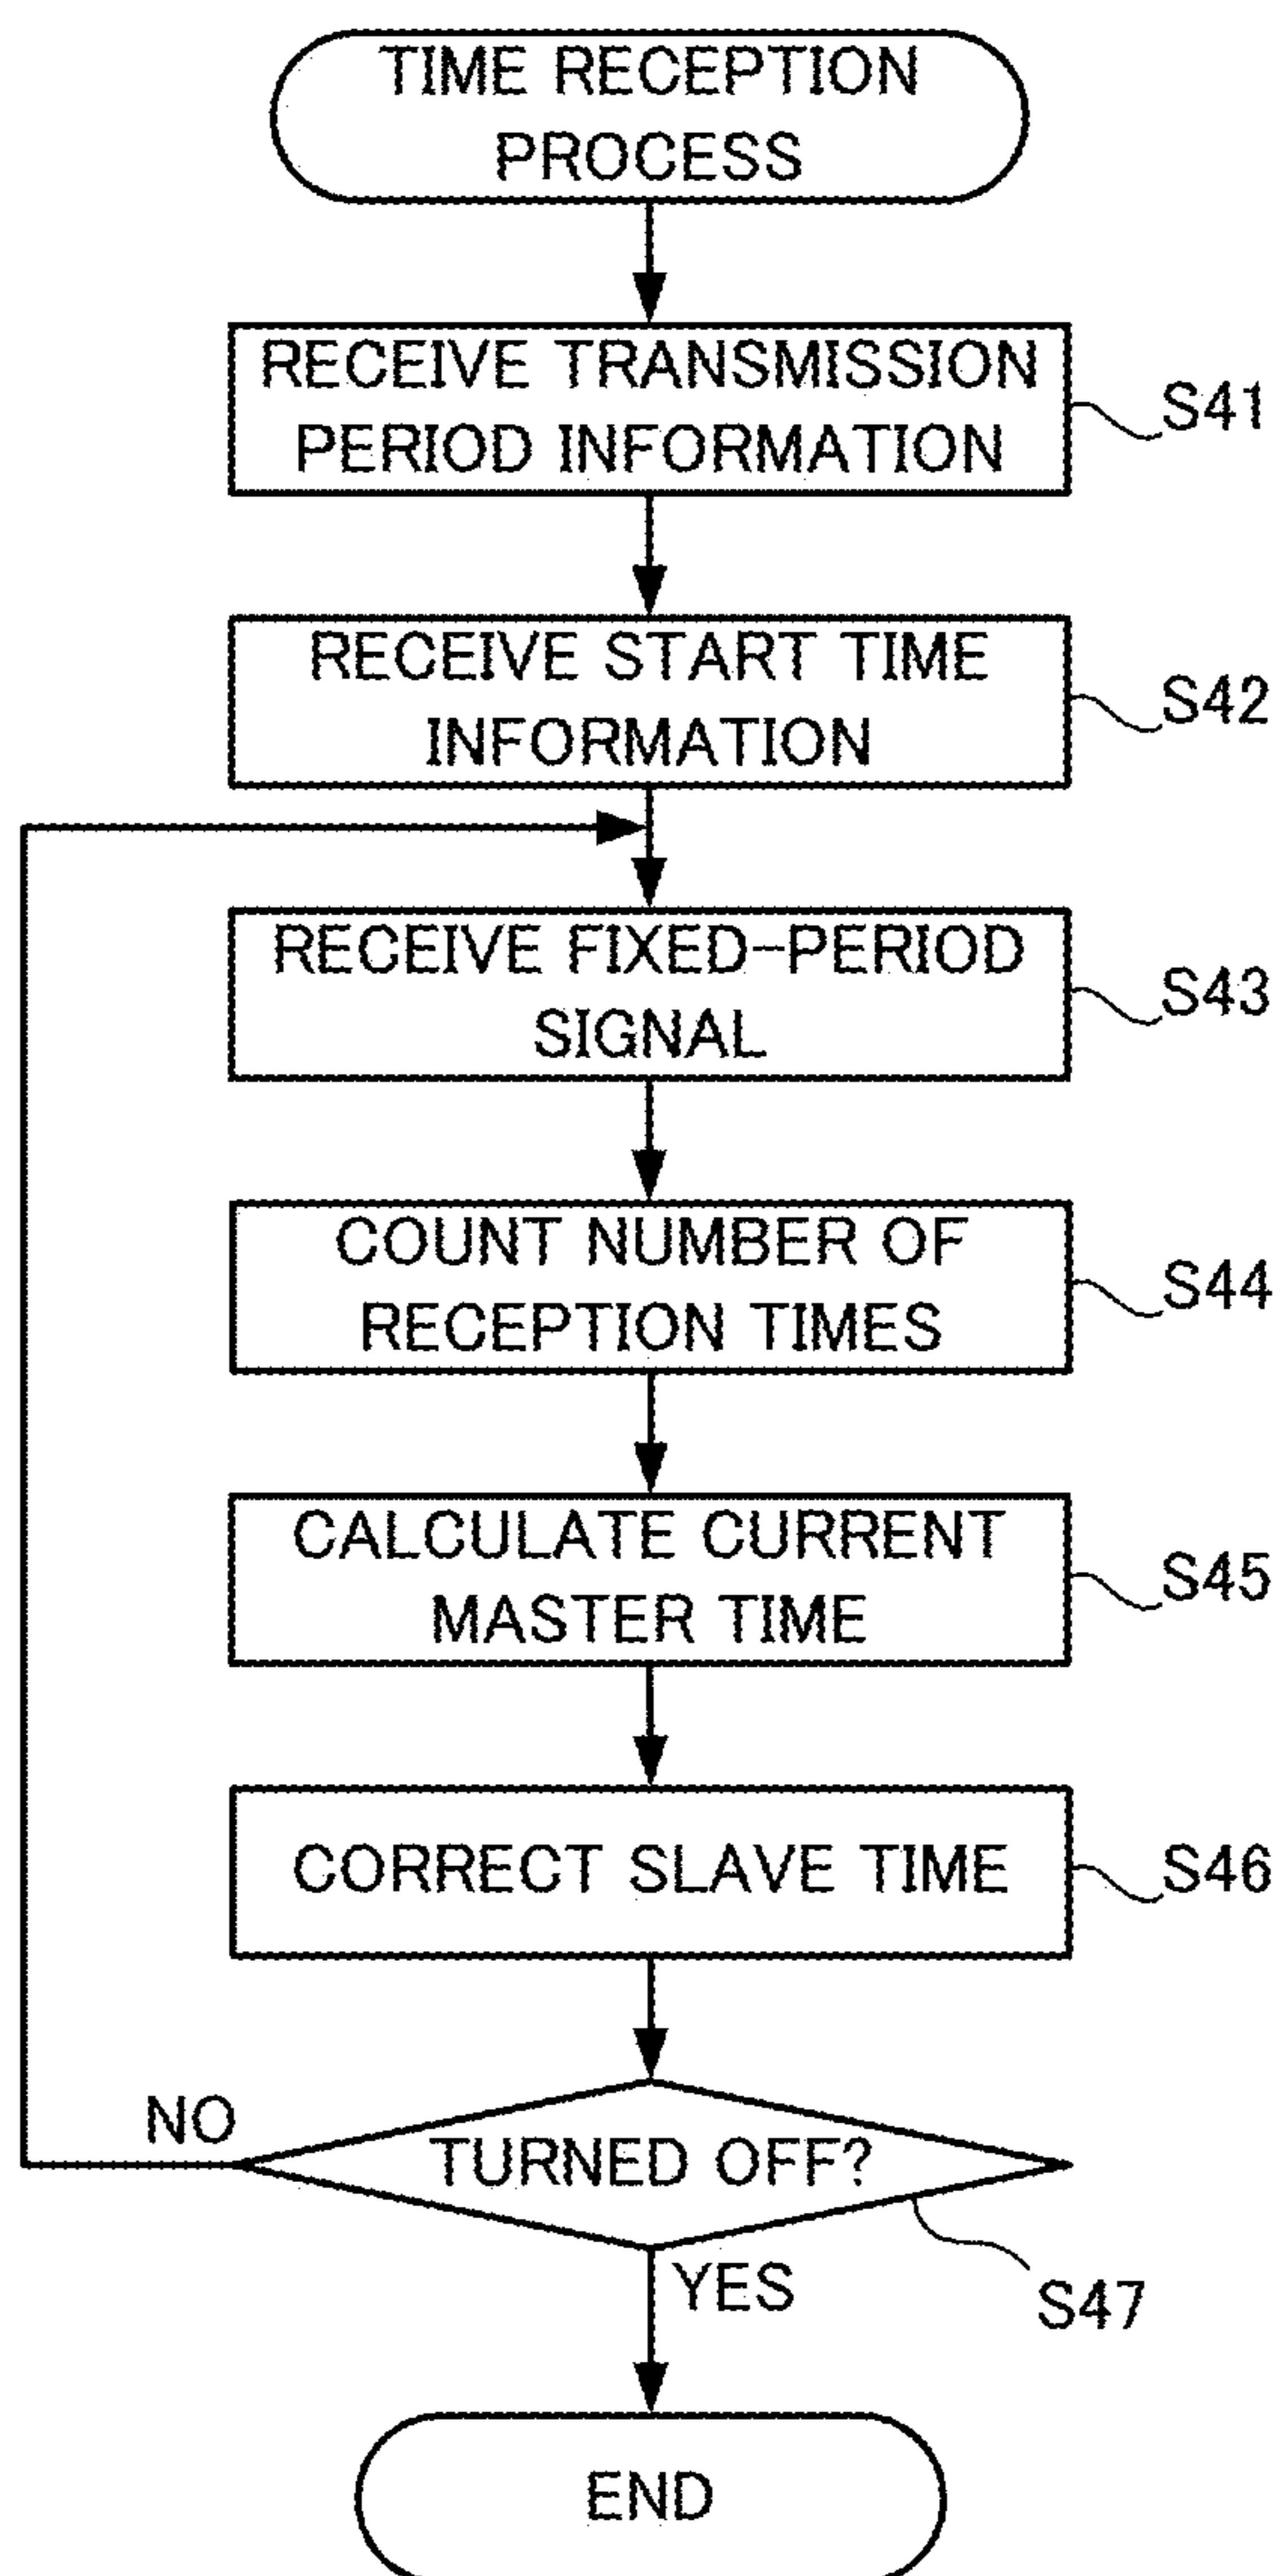 TIME RECEPTION
PROCESS
RECEIVE TRANSMISSION
PERIOD INFORMATION
S41
RECEIVE START TIME
INFORMATION
S42
RECEIVE FIXED-PERIOD
SIGNAL
S43
COUNT NUMBER OF
RECEPTION TIMES
S44
CALCULATE CURRENT
MASTER TIME
S45
CORRECT SLAVE TIME
S46
NO
TURNED OFF?
YES
S47
END